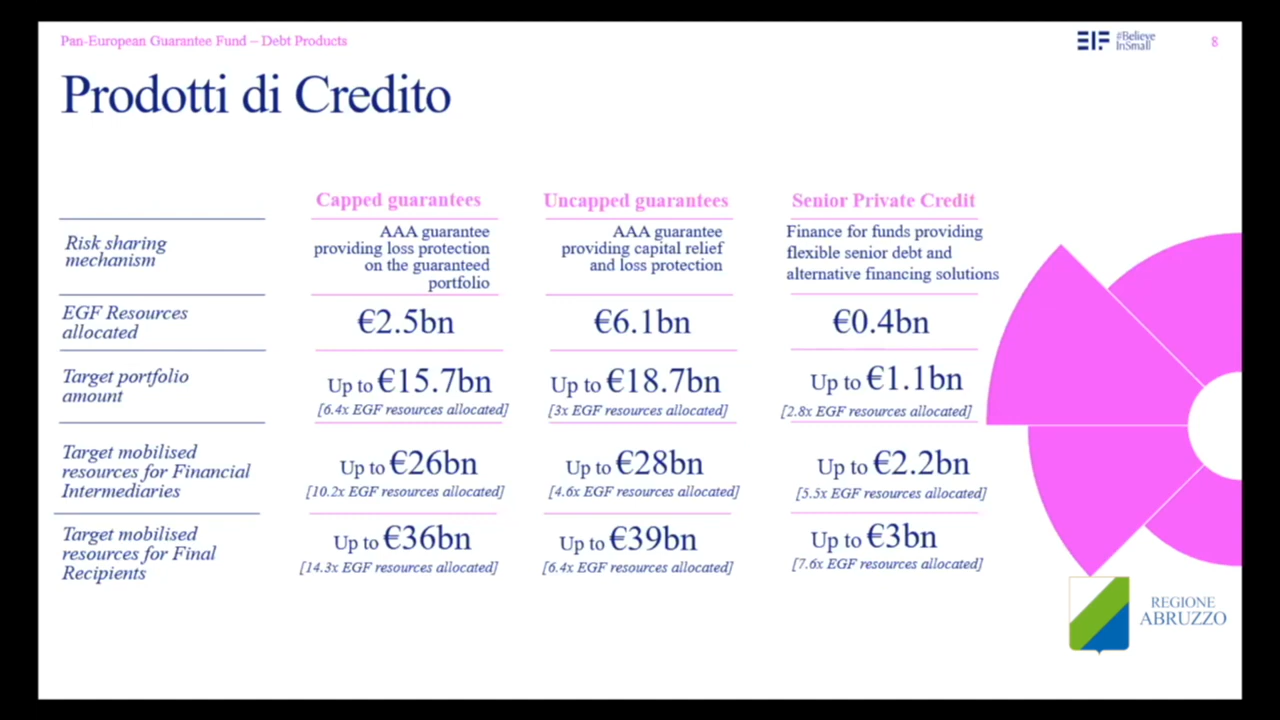 Pan-European Guarantee Fund – Debt Products
EIF
#Believe
InSmall
8
Prodotti di Credito
Capped guarantees
Uncapped guarantees
Senior Private Credit
Risk sharing
mechanism
AAA guarantee
providing loss protection
on the guaranteed
portfolio
AAA guarantee
providing capital relief
and loss protection
Finance for funds providing
flexible senior debt and
alternative financing solutions
EGF Resources
allocated
€2.5bn
€6.1bn
€0.4bn
Target portfolio
amount
Up to €15.7bn
[6.4x EGF resources allocated]
Up to €18.7bn
[3x EGF resources allocated]
Up to €1.1bn
[2.8x EGF resources allocated]
Target mobilised
resources for Financial
Intermediaries
Up to €26bn
[10.2x EGF resources allocated]
Up to €28bn
[4.6x EGF resources allocated]
Up to €2.2bn
[5.5x EGF resources allocated]
Target mobilised
resources for Final
Recipients
Up to €36bn
[14.3x EGF resources allocated]
Up to €39bn
[6.4x EGF resources allocated]
Up to €3bn
[7.6x EGF resources allocated]
REGIONE
ABRUZZO